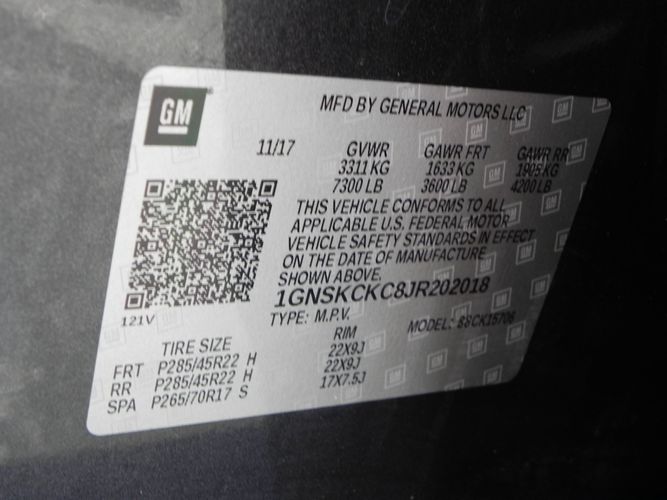 GM
MFD BY GENERAL MOTORS LLC
11/17 GVWR GAWR FRT GAWR RR
3311 KG 1633 KG 1905 KG
7300 LB 3600 LB 4200 LB
THIS VEHICLE CONFORMS TO ALL
APPLICABLE U.S. FEDERAL MOTOR
VEHICLE SAFETY STANDARDS IN EFFECT
ON THE DATE OF MANUFACTURE
SHOWN ABOVE.
1GNSKCKC8JR202018
121V
TYPE: M.P.V. MODEL:
TIRE SIZE RIM
FRT P285/45R22 H 22X9J
RR P285/45R22 H 22X9J
SPA P265/70R17 S 17X7.5J